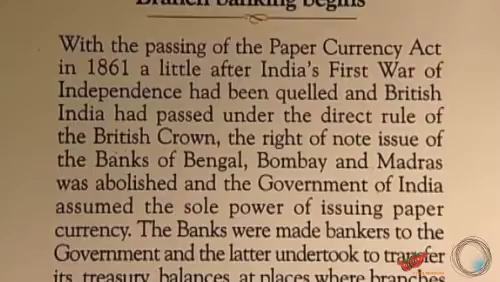 Branch banking begins
With the passing of the Paper Currency Act
in 1861 a little after India's First War of
Independence had been quelled and British
India had passed under the direct rule of
the British Crown, the right of note issue of
the Banks of Bengal, Bombay and Madras
was abolished and the Government of India
assumed the sole power of issuing paper
currency. The Banks were made bankers to the
Government and the latter undertook to transfer
its treasury balances at places where branches